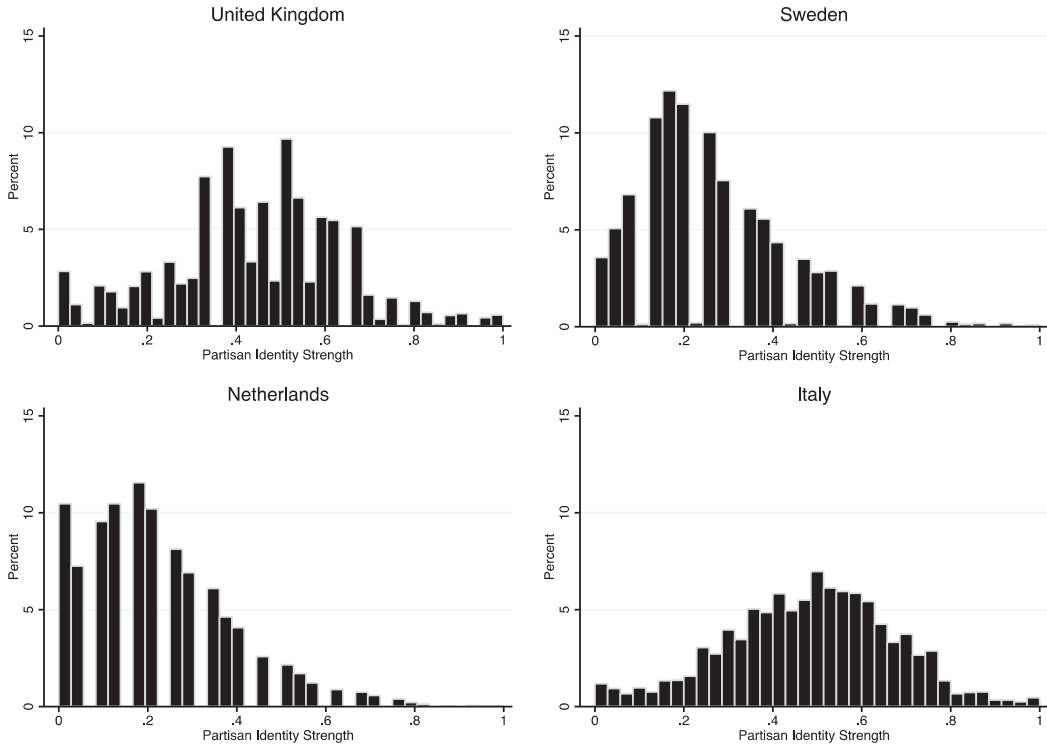 United Kingdom
15
10
5
0
Percent
0 .2 .4 .6 .8 1
Partisan Identity Strength
Sweden
15
10
5
0
Percent
0 .2 .4 .6 .8 1
Partisan Identity Strength
Netherlands
15
10
5
0
Percent
0 .2 .4 .6 .8 1
Partisan Identity Strength
Italy
15
10
5
0
Percent
0 .2 .4 .6 .8 1
Partisan Identity Strength